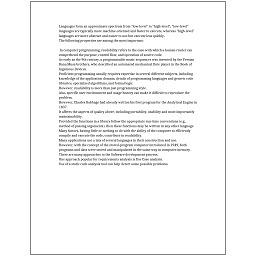 Languages form an approximate spectrum from "low-level" to "high-level"; "low-level"
languages are typically more machine-oriented and faster to execute, whereas "high-level"
languages are more abstract and easier to use but execute less quickly.
The following properties are among the most important:

In computer programming, readability refers to the ease with which a human reader can
comprehend the purpose, control flow, and operation of source code.
As early as the 9th century, a programmable music sequencer was invented by the Persian
Banu Musa brothers, who described an automated mechanical flute player in the Book of
Ingenious Devices.
Proficient programming usually requires expertise in several different subjects, including
knowledge of the application domain, details of programming languages and generic code
libraries, specialized algorithms, and formal logic.
However, readability is more than just programming style.
Also, specific user environment and usage history can make it difficult to reproduce the
problem.
However, Charles Babbage had already written his first program for the Analytical Engine in
1837.
It affects the aspects of quality above, including portability, usability and most importantly
maintainability.
Provided the functions in a library follow the appropriate run-time conventions (e.g.,
method of passing arguments), then these functions may be written in any other language.
Many factors, having little or nothing to do with the ability of the computer to efficiently
compile and execute the code, contribute to readability.
Many applications use a mix of several languages in their construction and use.
However, with the concept of the stored-program computer introduced in 1949, both
programs and data were stored and manipulated in the same way in computer memory.
There are many approaches to the Software development process.
One approach popular for requirements analysis is Use Case analysis.
Use of a static code analysis tool can help detect some possible problems.